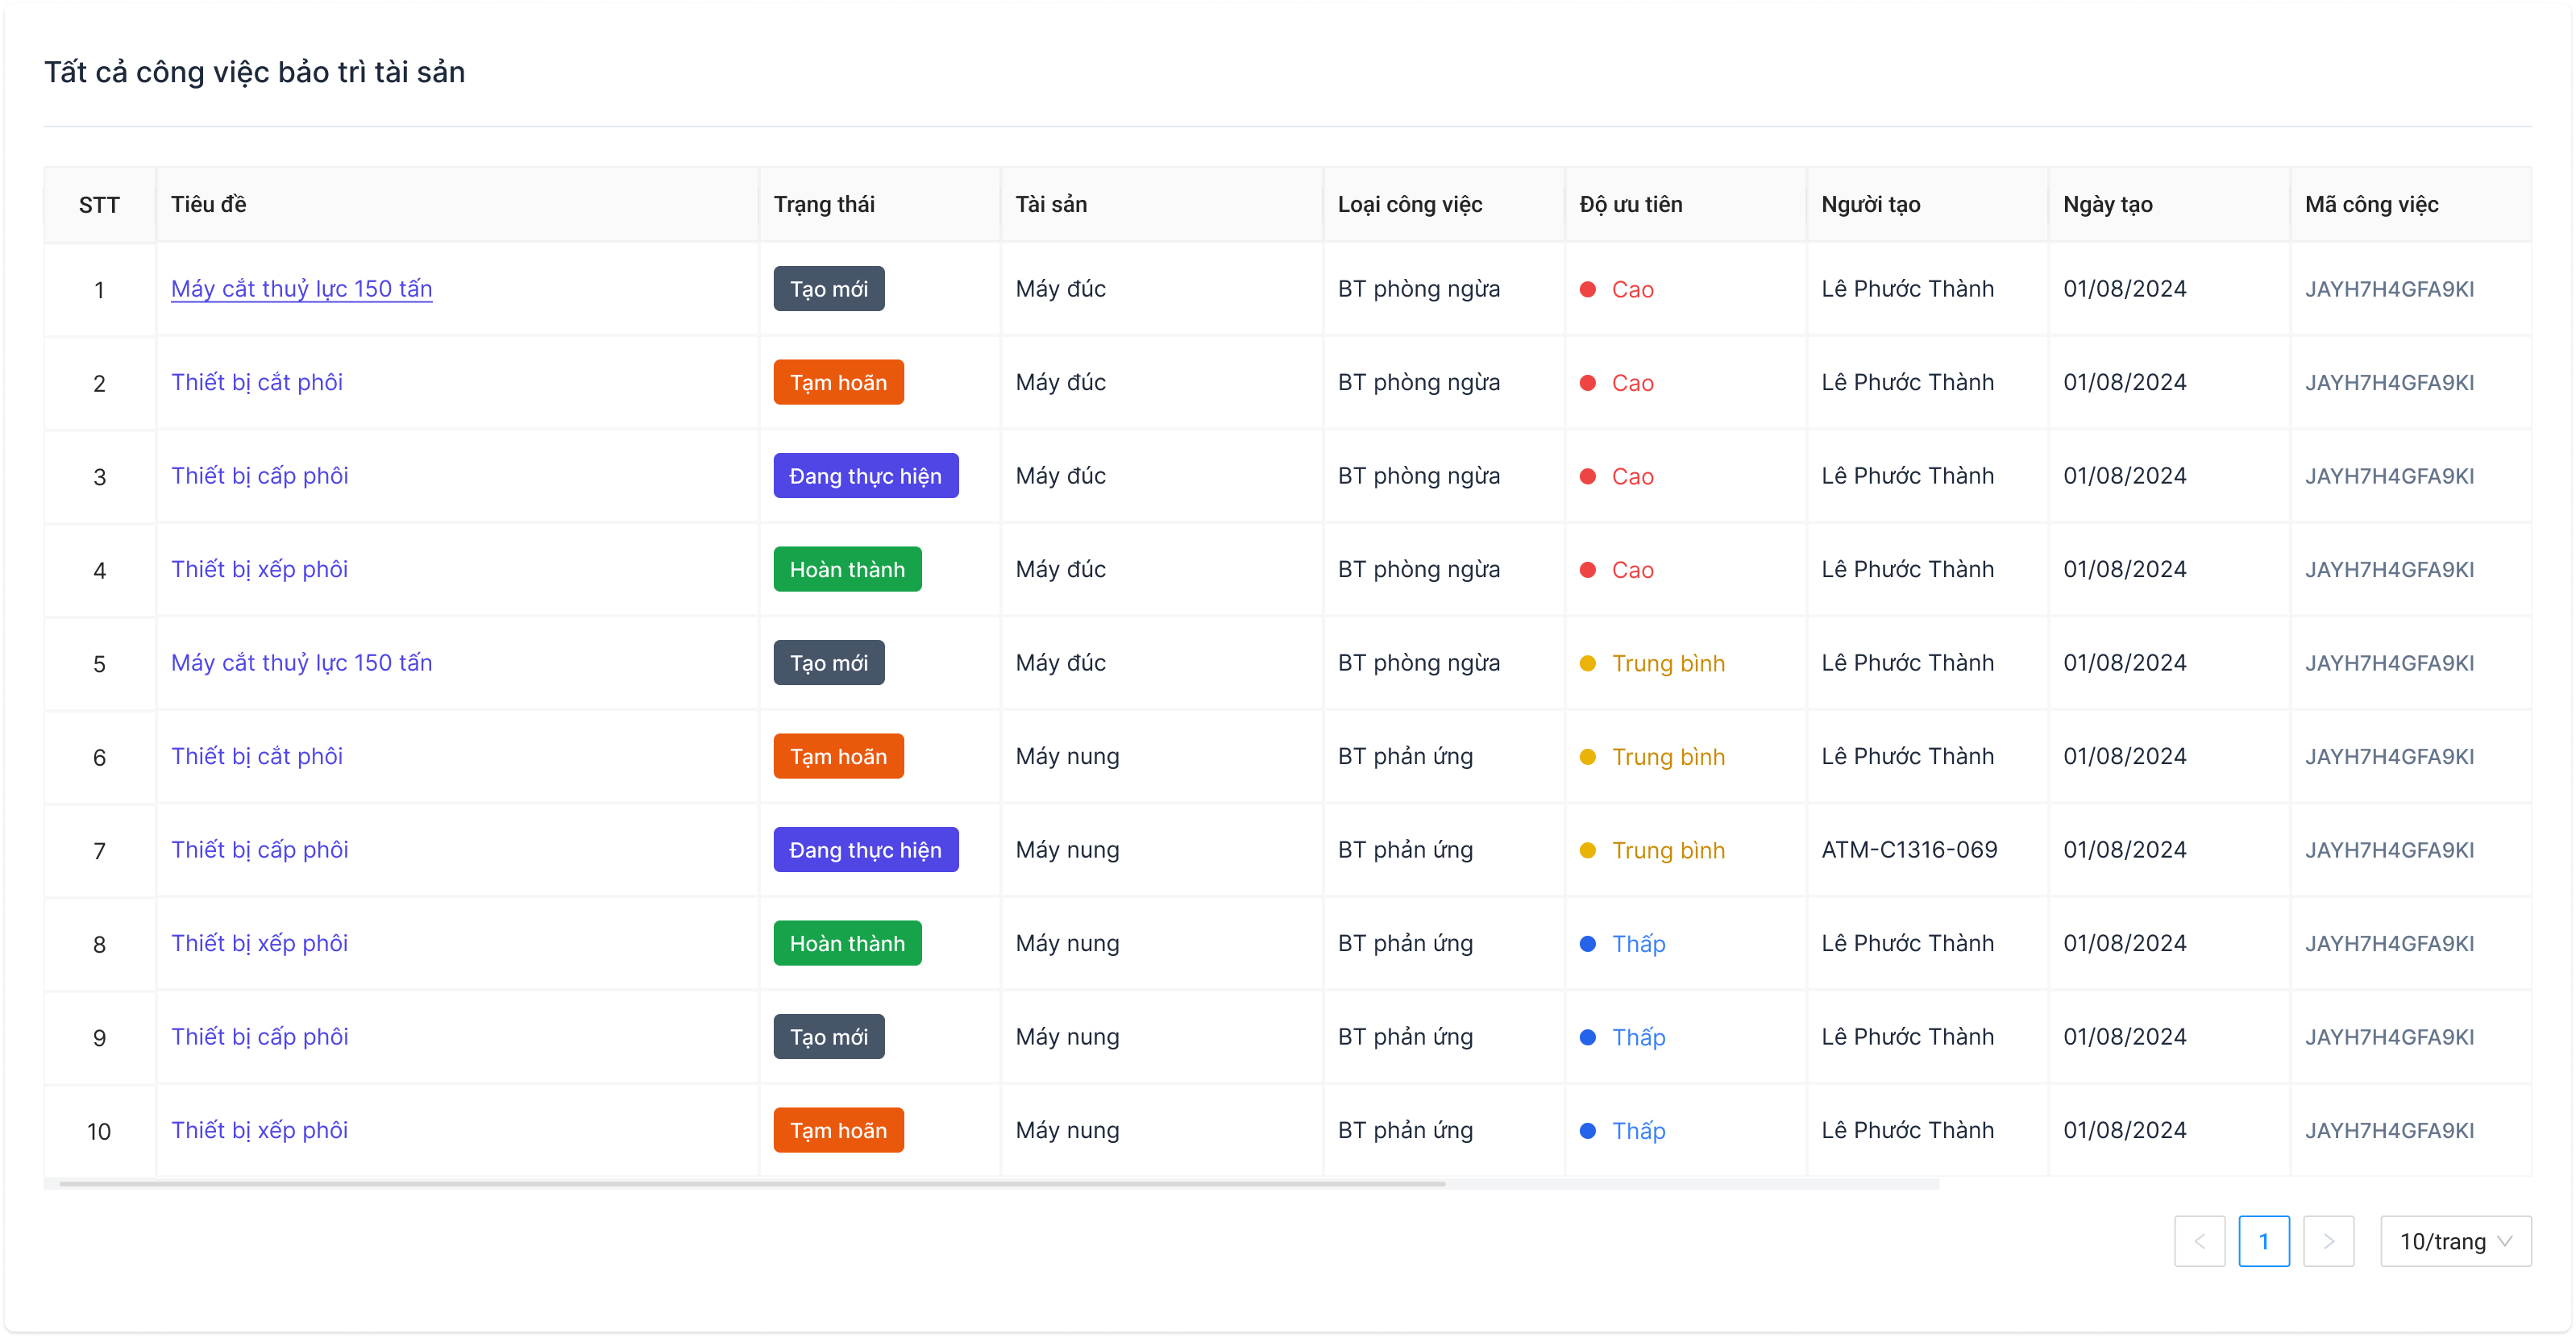 Tất cả công việc bảo trì tài sản
STT Tiêu đề Trạng thái Tài sản Loại công việc Độ ưu tiên Người tạo Ngày tạo Mã công việc
1 Máy cắt thuỷ lực 150 tấn Tạo mới Máy đúc BT phòng ngừa Cao Lê Phước Thành 01/08/2024 JAYH7H4GFA9KI
2 Thiết bị cắt phôi Tạm hoãn Máy đúc BT phòng ngừa Cao Lê Phước Thành 01/08/2024 JAYH7H4GFA9KI
3 Thiết bị cấp phôi Đang thực hiện Máy đúc BT phòng ngừa Cao Lê Phước Thành 01/08/2024 JAYH7H4GFA9KI
4 Thiết bị xếp phôi Hoàn thành Máy đúc BT phòng ngừa Cao Lê Phước Thành 01/08/2024 JAYH7H4GFA9KI
5 Máy cắt thuỷ lực 150 tấn Tạo mới Máy đúc BT phòng ngừa Trung bình Lê Phước Thành 01/08/2024 JAYH7H4GFA9KI
6 Thiết bị cắt phôi Tạm hoãn Máy nung BT phản ứng Trung bình Lê Phước Thành 01/08/2024 JAYH7H4GFA9KI
7 Thiết bị cấp phôi Đang thực hiện Máy nung BT phản ứng Trung bình ATM-C1316-069 01/08/2024 JAYH7H4GFA9KI
8 Thiết bị xếp phôi Hoàn thành Máy nung BT phản ứng Thấp Lê Phước Thành 01/08/2024 JAYH7H4GFA9KI
9 Thiết bị cấp phôi Tạo mới Máy nung BT phản ứng Thấp Lê Phước Thành 01/08/2024 JAYH7H4GFA9KI
10 Thiết bị xếp phôi Tạm hoãn Máy nung BT phản ứng Thấp Lê Phước Thành 01/08/2024 JAYH7H4GFA9KI
1 10/trang